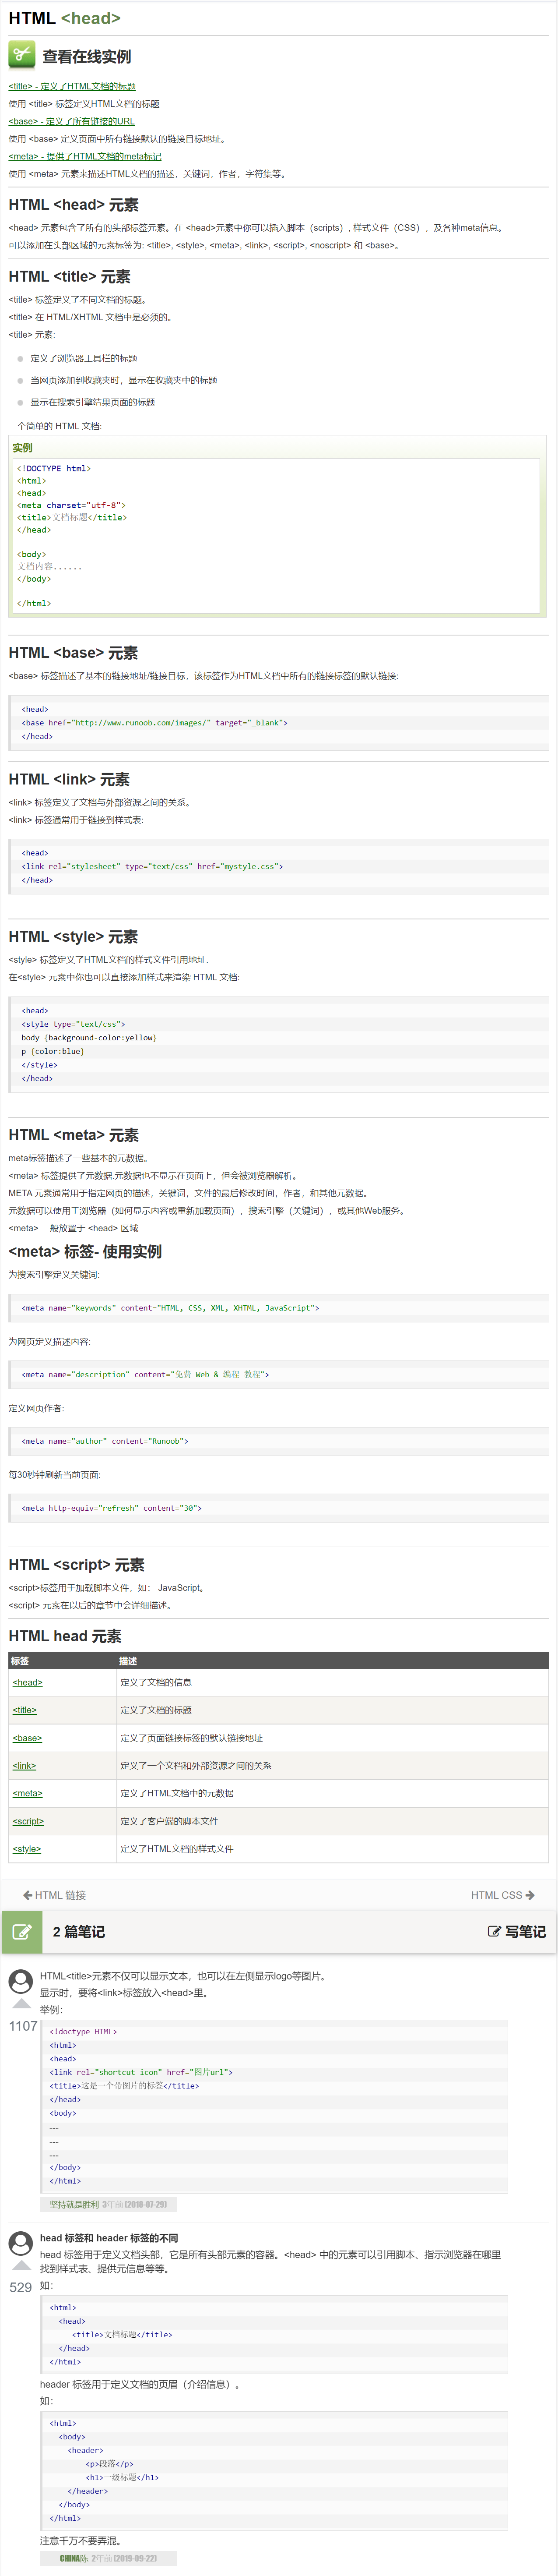 HTML <head>
查看在线实例
<title> - 定义了HTML文档的标题
使用 <title> 标签定义HTML文档的标题
<base> - 定义了所有链接的URL
使用 <base> 定义页面中所有链接默认的链接目标地址。
<meta> - 提供了HTML文档的meta标记
使用 <meta> 元素来描述HTML文档的描述，关键词，作者，字符集等。
HTML <head> 元素
<head> 元素包含了所有的头部标签元素。在 <head>元素中你可以插入脚本（scripts）, 样式文件（CSS），及各种meta信息。
可以添加在头部区域的元素标签为: <title>, <style>, <meta>, <link>, <script>, <noscript> 和 <base>。
HTML <title> 元素
<title> 标签定义了不同文档的标题。
<title> 在 HTML/XHTML 文档中是必须的。
<title> 元素:
定义了浏览器工具栏的标题
当网页添加到收藏夹时，显示在收藏夹中的标题
显示在搜索引擎结果页面的标题
一个简单的 HTML 文档:
实例
<!DOCTYPE html>
<html>
<head>
<meta charset="utf-8">
<title>文档标题</title>
</head>
<body>
文档内容......
</body>
</html>
HTML <base> 元素
<base> 标签描述了基本的链接地址/链接目标，该标签作为HTML文档中所有的链接标签的默认链接:
<head>
<base href="http://www.runoob.com/images/" target="_blank">
</head>
HTML <link> 元素
<link> 标签定义了文档与外部资源之间的关系。
<link> 标签通常用于链接到样式表:
<head>
<link rel="stylesheet" type="text/css" href="mystyle.css">
</head>
HTML <style> 元素
<style> 标签定义了HTML文档的样式文件引用地址.
在<style> 元素中你也可以直接添加样式来渲染 HTML 文档:
<head>
<style type="text/css">
body {background-color:yellow}
p {color:blue}
</style>
</head>
HTML <meta> 元素
meta标签描述了一些基本的元数据。
<meta> 标签提供了元数据.元数据也不显示在页面上，但会被浏览器解析。
META 元素通常用于指定网页的描述，关键词，文件的最后修改时间，作者，和其他元数据。
元数据可以使用于浏览器（如何显示内容或重新加载页面），搜索引擎（关键词），或其他Web服务。
<meta> 一般放置于 <head> 区域
<meta> 标签- 使用实例
为搜索引擎定义关键词:
<meta name="keywords" content="HTML, CSS, XML, XHTML, JavaScript">
为网页定义描述内容:
<meta name="description" content="免费 Web & 编程 教程">
定义网页作者:
<meta name="author" content="Runoob">
每30秒钟刷新当前页面:
<meta http-equiv="refresh" content="30">
HTML <script> 元素
<script>标签用于加载脚本文件，如： JavaScript。
<script> 元素在以后的章节中会详细描述。
HTML head 元素
标签 描述
<head> 定义了文档的信息
<title> 定义了文档的标题
<base> 定义了页面链接标签的默认链接地址
<link> 定义了一个文档和外部资源之间的关系
<meta> 定义了HTML文档中的元数据
<script> 定义了客户端的脚本文件
<style> 定义了HTML文档的样式文件
HTML 链接 HTML CSS
2 篇笔记 写笔记
HTML<title>元素不仅可以显示文本，也可以在左侧显示logo等图片。
显示时，要将<link>标签放入<head>里。
举例：
1107
<!doctype HTML>
<html>
<head>
<link rel="shortcut icon" href="图片url">
<title>这是一个带图片的标签</title>
</head>
<body>
……
……
……
</body>
</html>
坚持就是胜利 3年前 (2018-07-29)
head 标签和 header 标签的不同
head 标签用于定义文档头部，它是所有头部元素的容器。<head> 中的元素可以引用脚本、指示浏览器在哪里
找到样式表、提供元信息等等。
529
如：
<html>
<head>
<title>文档标题</title>
</head>
</html>
header 标签用于定义文档的页眉（介绍信息）。
如：
<html>
<body>
<header>
<p>段落</p>
<h1>一级标题</h1>
</header>
</body>
</html>
注意千万不要弄混。
CHINA陈 2年前 (2019-09-22)